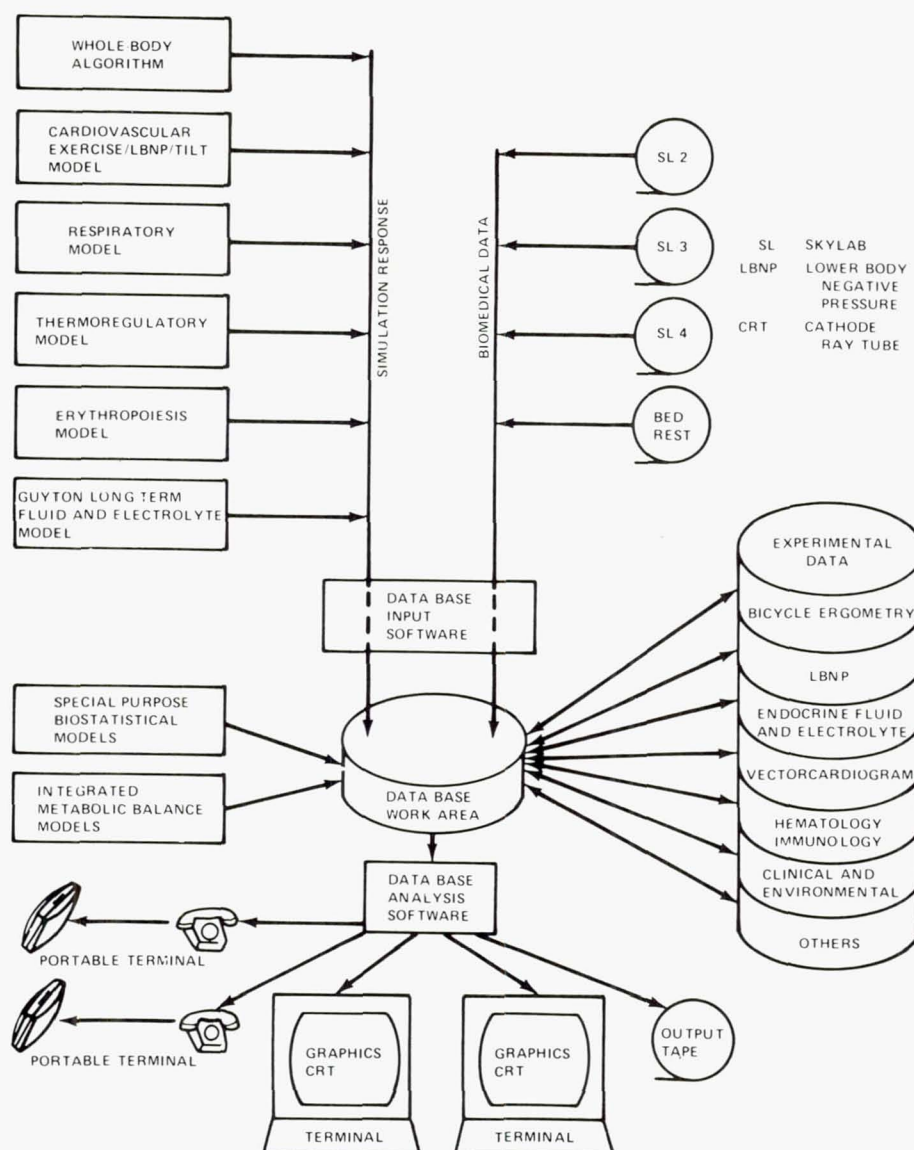 WHOLE-BODY
ALGORITHM
CARDIOVASCULAR
EXERCISE/LBNP/TILT
MODEL
RESPIRATORY
MODEL
THERMOREGULATORY
MODEL
ERYTHROPOIESIS
MODEL
GUYTON LONG TERM
FLUID AND ELECTROLYTE
MODEL
SIMULATION RESPONSE
BIOMEDICAL DATA
SL 2
SL 3
SL 4
BED
REST
SL SKYLAB
LBNP LOWER BODY
NEGATIVE
PRESSURE
CRT CATHODE
RAY TUBE
DATA BASE
INPUT
SOFTWARE
SPECIAL PURPOSE
BIOSTATISTICAL
MODELS
INTEGRATED
METABOLIC BALANCE
MODELS
DATA BASE
WORK AREA
EXPERIMENTAL
DATA
BICYCLE ERGOMETRY
LBNP
ENDOCRINE FLUID
AND ELECTROLYTE
VECTORCARDIOGRAM
HEMATOLOGY
IMMUNOLOGY
CLINICAL AND
ENVIRONMENTAL
OTHERS
DATA BASE
ANALYSIS
SOFTWARE
PORTABLE TERMINAL
PORTABLE TERMINAL
GRAPHICS
CRT
TERMINAL
GRAPHICS
CRT
TERMINAL
OUTPUT
TAPE